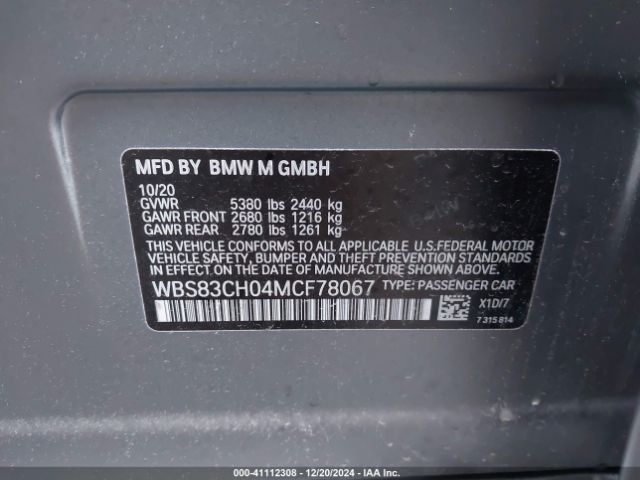 MFD BY BMW M GMBH
10/20
GVWR 5380 lbs 2440 kg
GAWR FRONT 2680 lbs 1216 kg
GAWR REAR 2780 lbs 1261 kg
THIS VEHICLE CONFORMS TO ALL APPLICABLE U.S.FEDERAL MOTOR
VEHICLE SAFETY, BUMPER AND THEFT PREVENTION STANDARDS
IN EFFECT ON THE DATE OF MANUFACTURE SHOWN ABOVE.
WBS83CH04MCF78067 TYPE: PASSENGER CAR
X1D/7
7 315 814
000-41112308 - 12/20/2024 - IAA Inc.